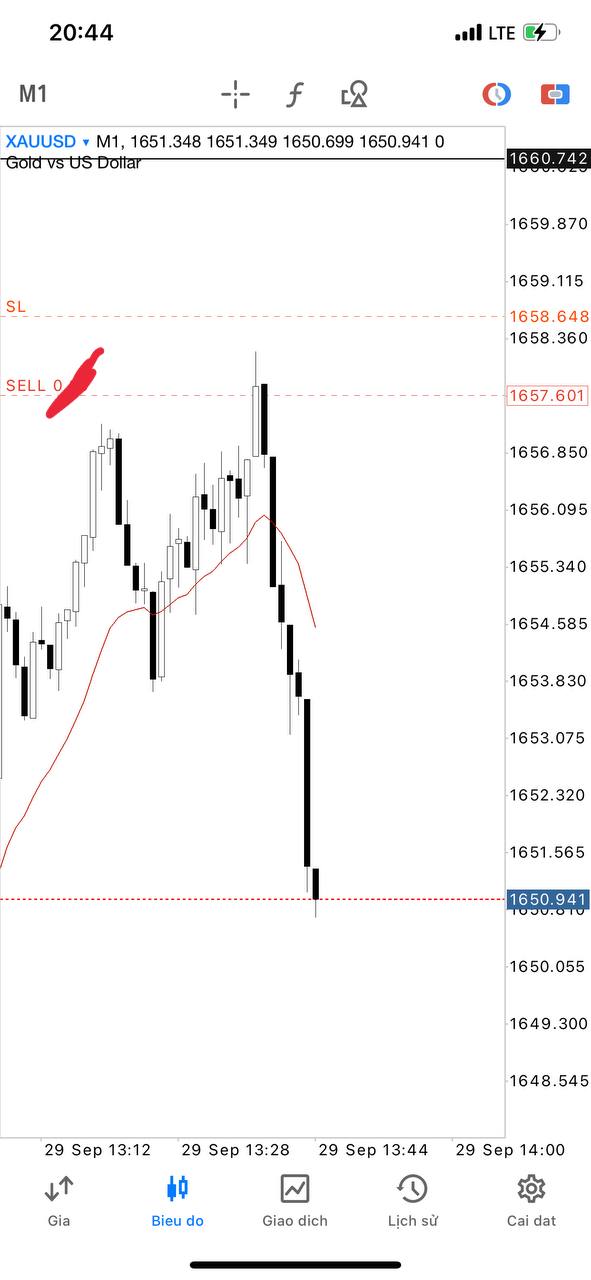 20:44
LTE
M1
f
XAUUSD ▾ M1, 1651.348 1651.349 1650.699 1650.941 0
Gold vs US Dollar
1660.742
1659.870
1659.115
SL
1658.648
1658.360
SELL 0
1657.601
1656.850
1656.095
1655.340
1654.585
1653.830
1653.075
1652.320
1651.565
1650.941
1650.810
1650.055
1649.300
1648.545
29 Sep 13:12
29 Sep 13:28
29 Sep 13:44
29 Sep 14:00
Gia
Bieu do
Giao dich
Lịch sử
Cai dat